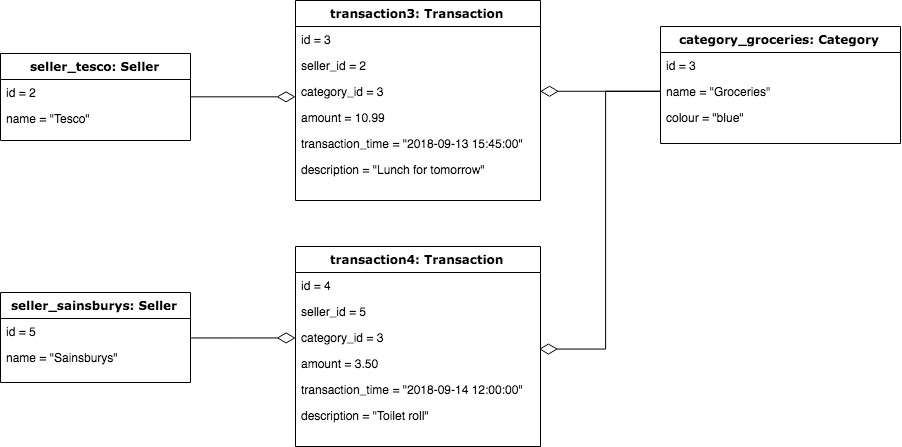 transaction3: Transaction
id = 3
seller_id = 2
category_id = 3
amount = 10.99
transaction_time = "2018-09-13 15:45:00"
description = "Lunch for tomorrow"
seller_tesco: Seller
id = 2
name = "Tesco"
category_groceries: Category
id = 3
name = "Groceries"
colour = "blue"
transaction4: Transaction
id = 4
seller_id = 5
category_id = 3
amount = 3.50
transaction_time = "2018-09-14 12:00:00"
description = "Toilet roll"
seller_sainsburys: Seller
id = 5
name = "Sainsburys"